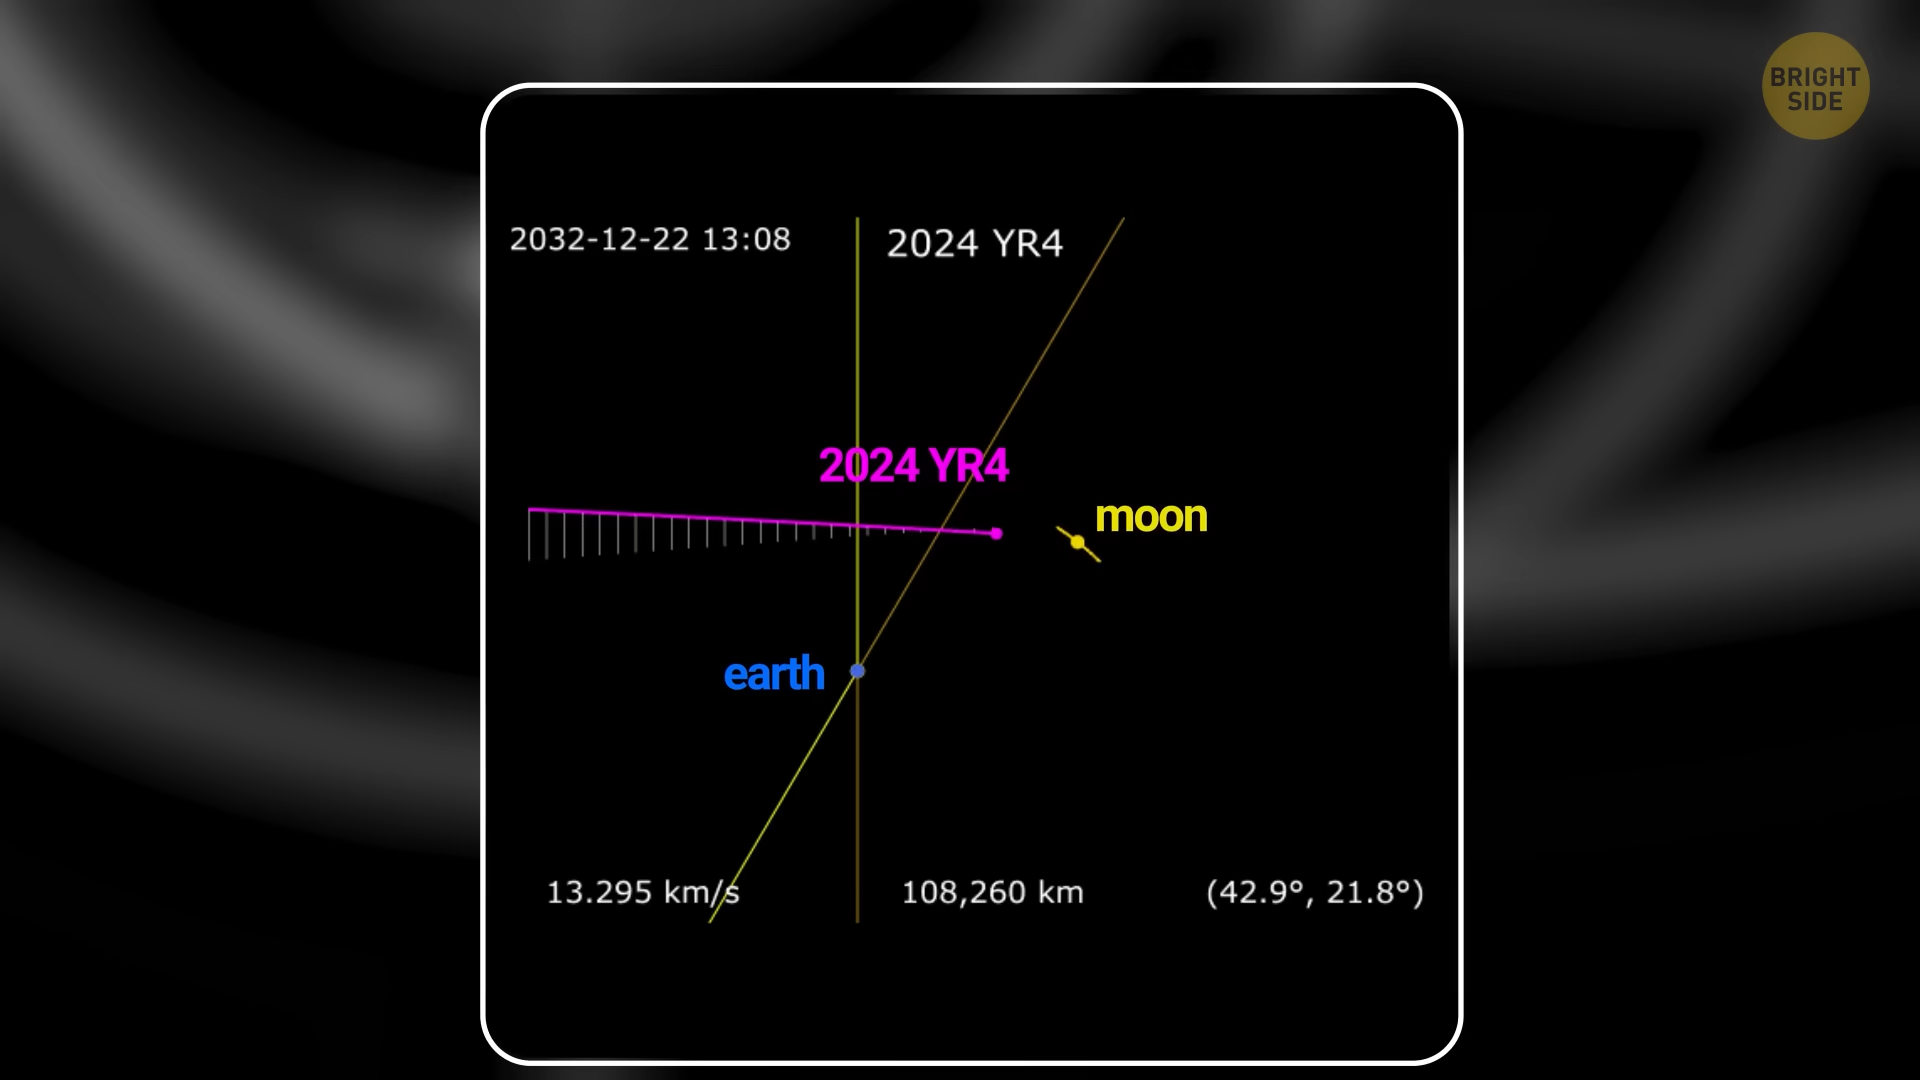 BRIGHT
SIDE
2032-12-22 13:08
2024 YR4
2024 YR4
moon
earth
13.295 km/s
108,260 km
(42.9°, 21.8°)